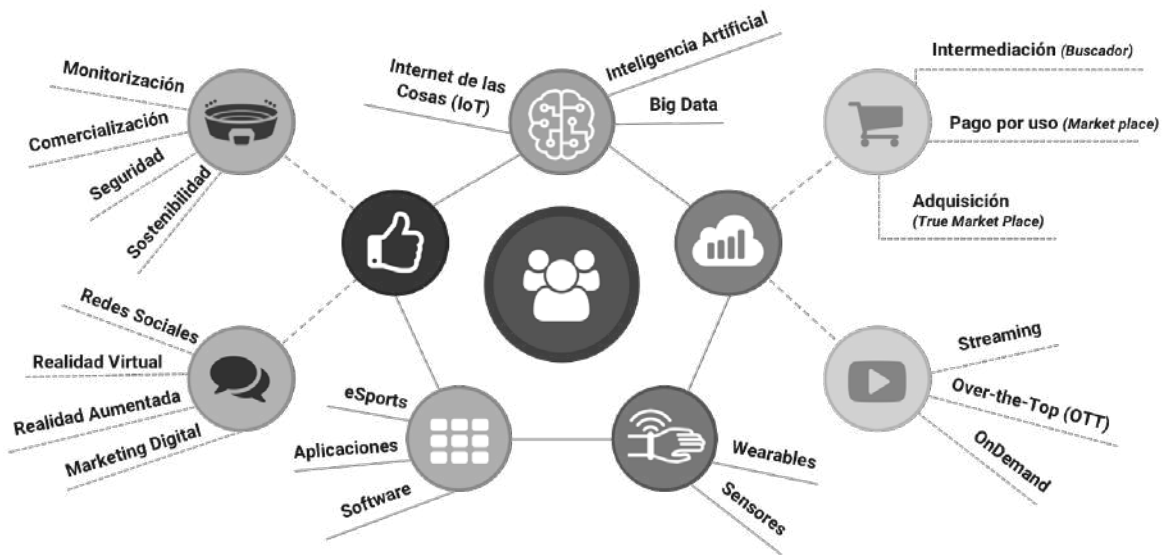 Monitorización
Comercialización
Seguridad
Sostenibilidad
Internet de las
Cosas (IoT)
Inteligencia Artificial
Big Data
Intermediación (Buscador)
Pago por uso (Market place)
Adquisición
(True Market Place)
Redes Sociales
Realidad Virtual
Realidad Aumentada
Marketing Digital
eSports
Aplicaciones
Software
Wearables
Sensores
Streaming
Over-the-Top (OTT)
OnDemand